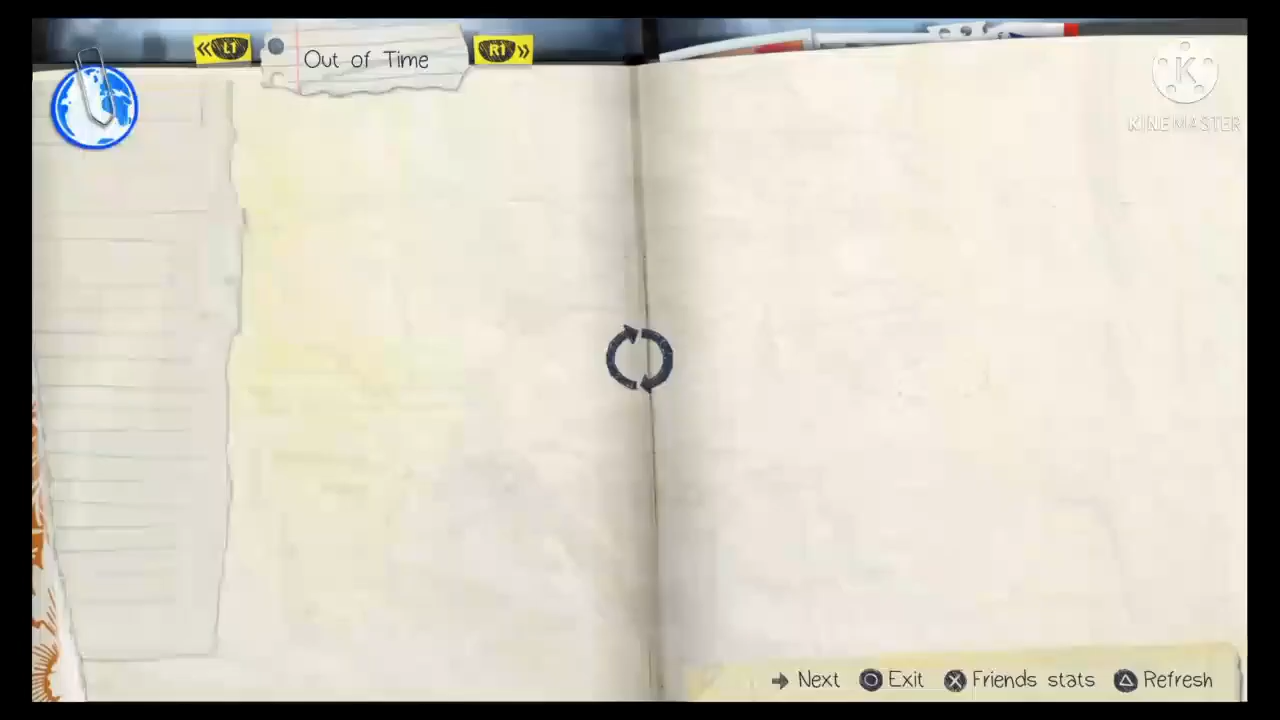 L1
Out of Time
R1
K
KINEMASTER
Next
Exit
Friends stats
Refresh